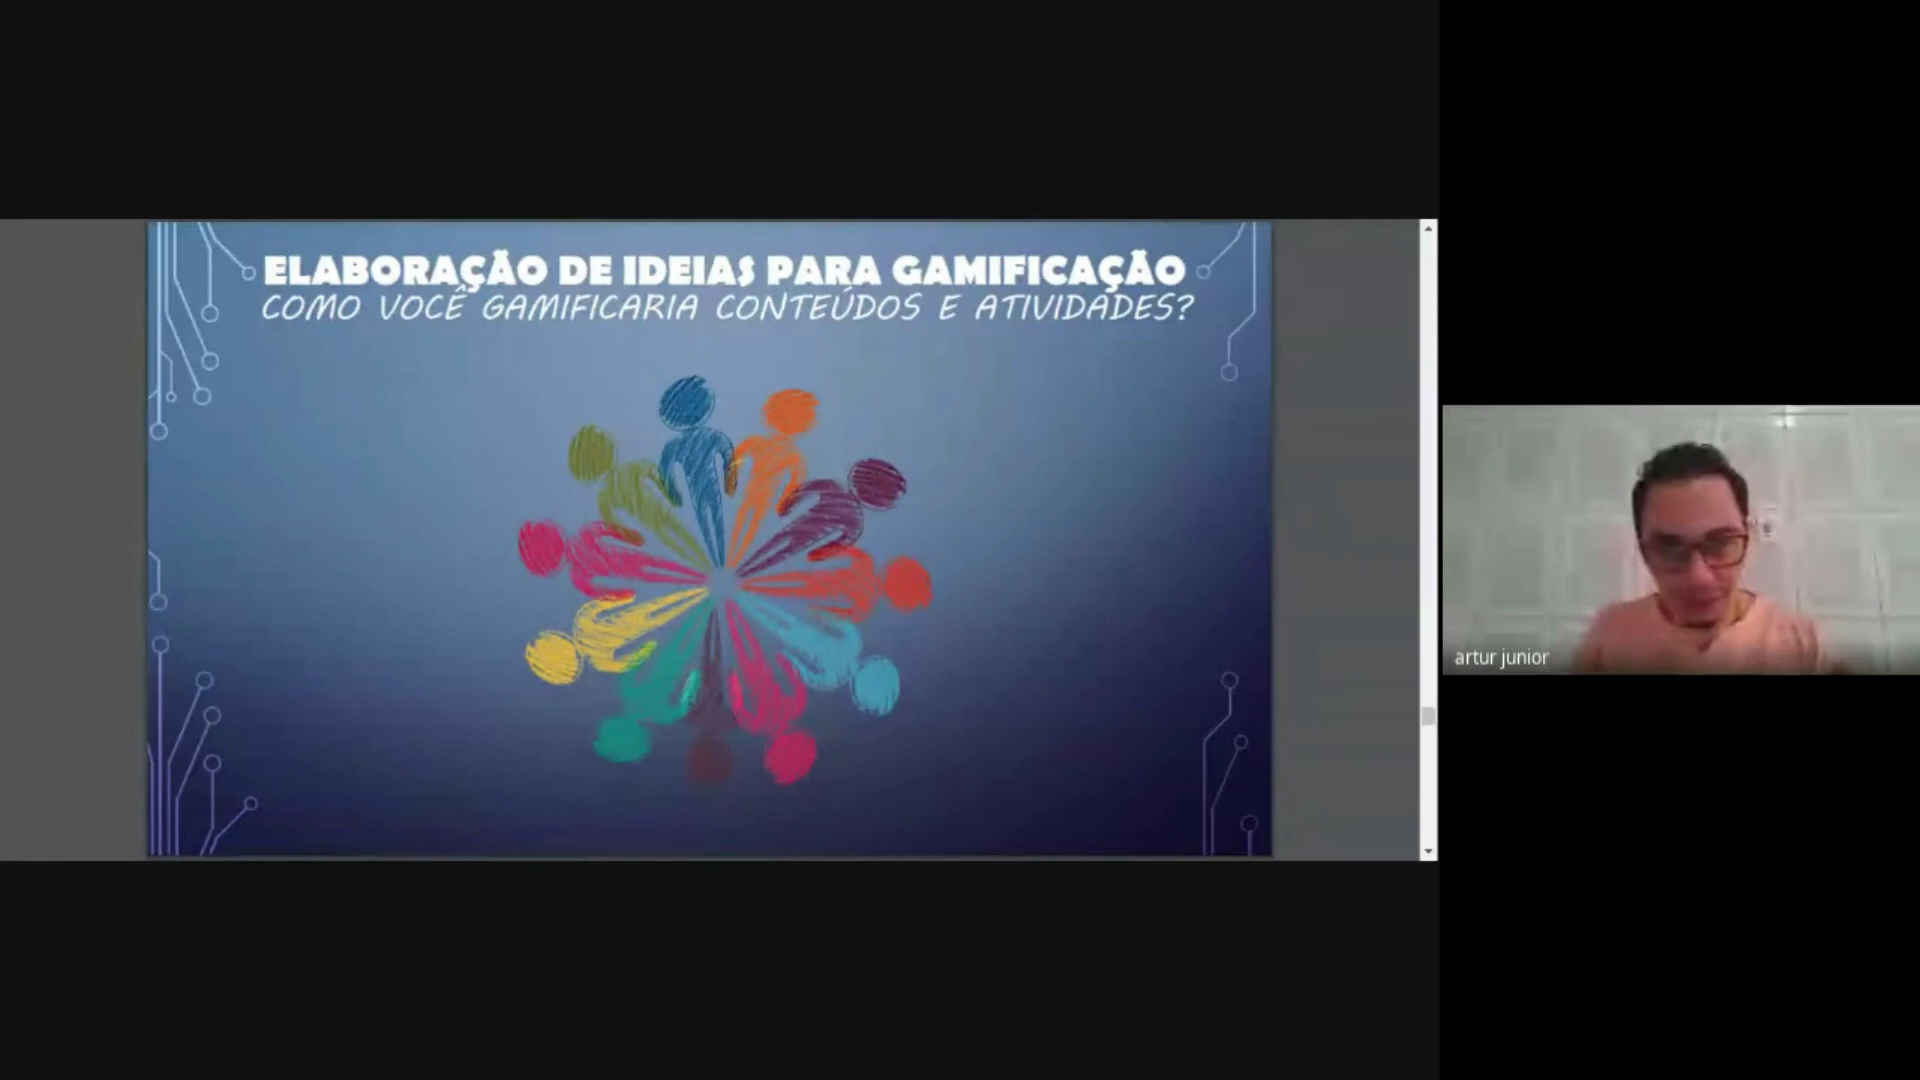 ELABORAÇÃO DE IDEIAS PARA GAMIFICAÇÃO
COMO VOCÊ GAMIFICARIA CONTEÚDOS E ATIVIDADES?
artur junior